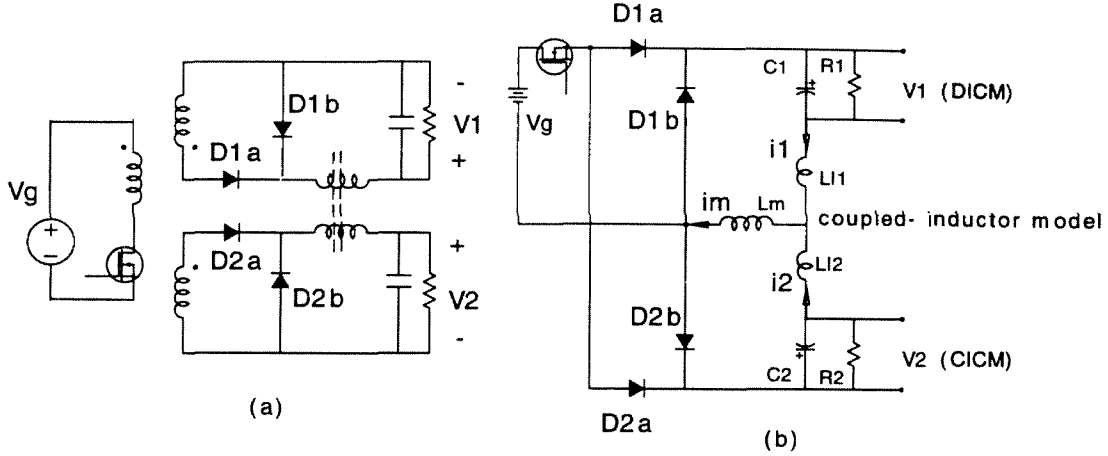 Vg
+
−
D1a
D1b
-
V1
+
D2a
D2b
+
V2
-
(a)
D1a
Vg
D1b
C1
+
R1
V1 (DICM)
i1
Ll1
im
Lm
coupled- inductor model
Ll2
i2
D2b
C2
+
R2
V2 (CICM)
D2a
(b)